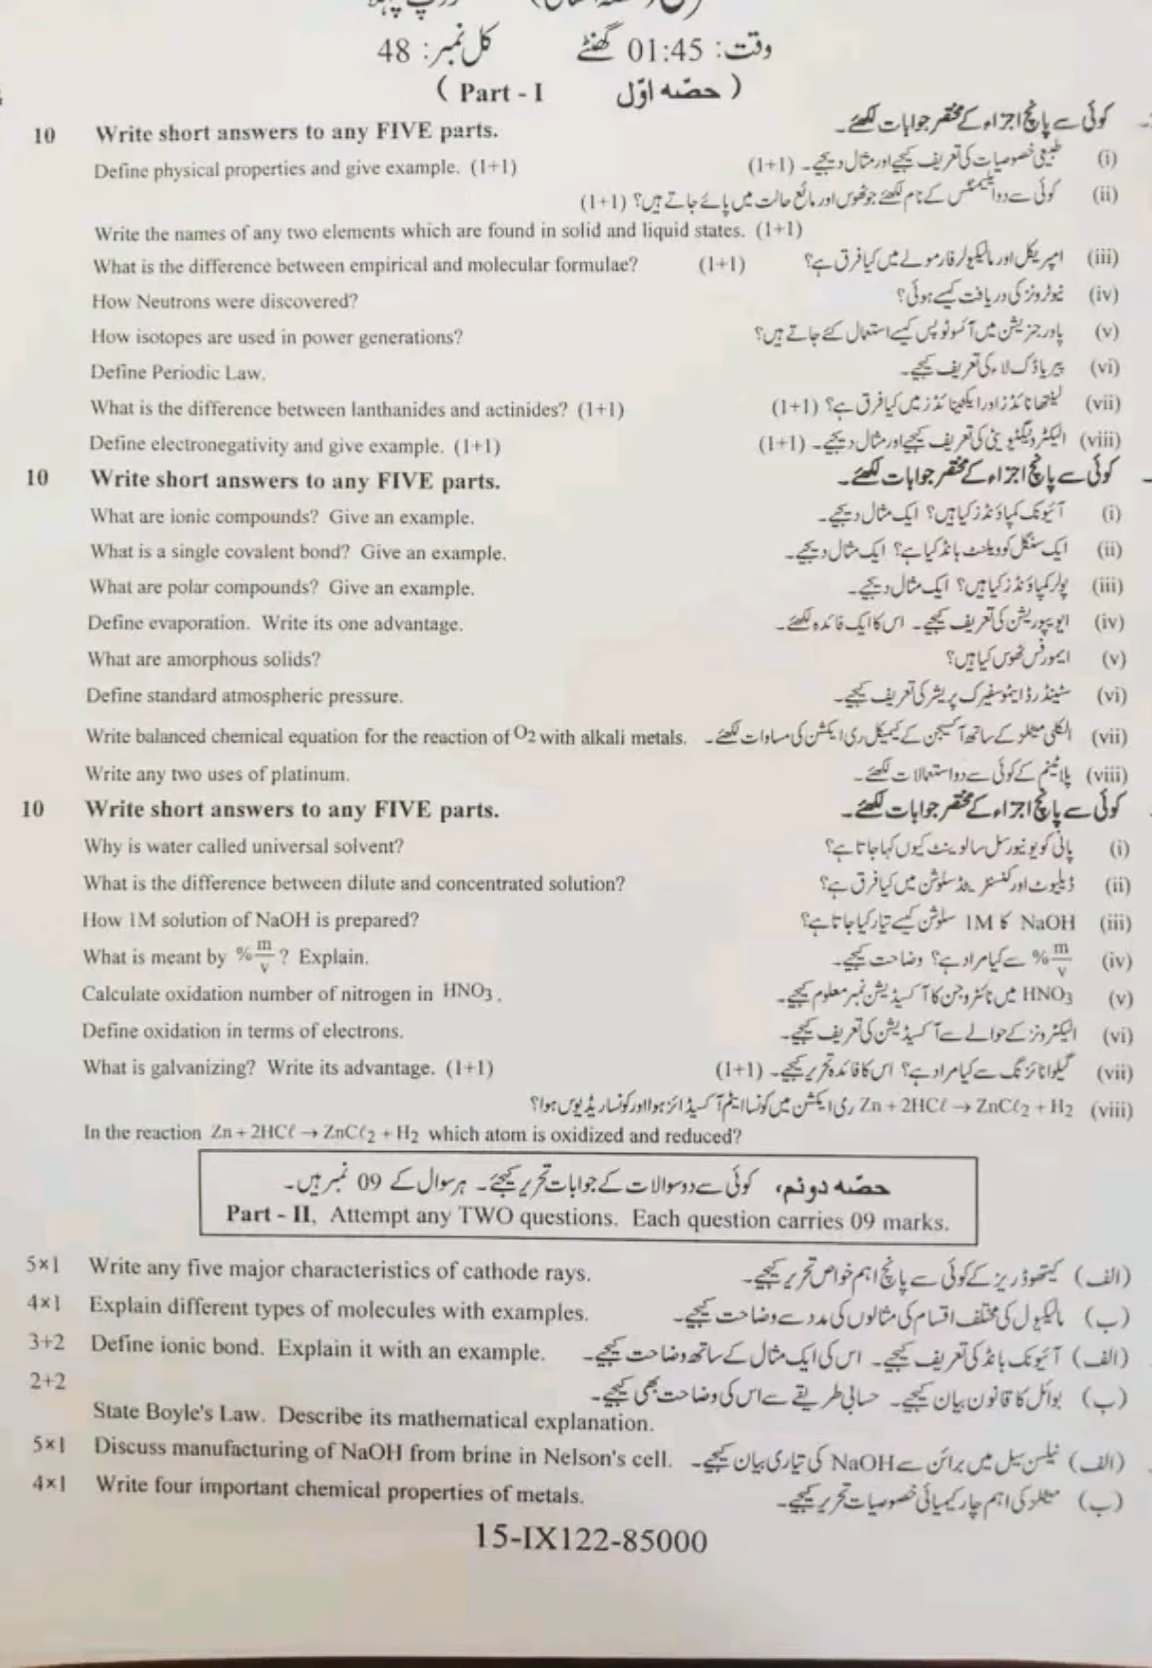 وقت: 01:45 گھنٹے کل نمبر: 48
( حصّہ اوّل Part - I )
10 Write short answers to any FIVE parts. کوئی سے پانچ اجزاء کے مختصر جوابات لکھئے۔
Define physical properties and give example. (1+1) (i) طبیعی خصوصیات کی تعریف کیجیے اور مثال دیجیے۔ (1+1)
(ii) کوئی سے دو ایلیمنٹس کے نام لکھئے جو ٹھوس اور مائع حالت میں پائے جاتے ہیں؟ (1+1)
Write the names of any two elements which are found in solid and liquid states. (1+1)
What is the difference between empirical and molecular formulae? (1+1) (iii) امپریکل اور مالیکیولر فارمولے میں کیا فرق ہے؟
How Neutrons were discovered? (iv) نیوٹرونز کی دریافت کیسے ہوئی؟
How isotopes are used in power generations? (v) پاور جنریشن میں آئسوٹوپس کیسے استعمال کئے جاتے ہیں؟
Define Periodic Law. (vi) پیریاڈک لاء کی تعریف کیجیے۔
What is the difference between lanthanides and actinides? (1+1) (vii) لینتھانائڈز اور ایکٹینائڈز میں کیا فرق ہے؟ (1+1)
Define electronegativity and give example. (1+1) (viii) الیکٹرونیگٹیویٹی کی تعریف کیجیے اور مثال دیجیے۔ (1+1)
10 Write short answers to any FIVE parts. کوئی سے پانچ اجزاء کے مختصر جوابات لکھئے۔
What are ionic compounds? Give an example. (i) آئیونک کمپاؤنڈز کیا ہیں؟ ایک مثال دیجیے۔
What is a single covalent bond? Give an example. (ii) ایک سنگل کوویلنٹ بانڈ کیا ہے؟ ایک مثال دیجیے۔
What are polar compounds? Give an example. (iii) پولر کمپاؤنڈز کیا ہیں؟ ایک مثال دیجیے۔
Define evaporation. Write its one advantage. (iv) ایویپوریشن کی تعریف کیجیے۔ اس کا ایک فائدہ لکھئے۔
What are amorphous solids? (v) ایمورفس ٹھوس کیا ہیں؟
Define standard atmospheric pressure. (vi) سٹینڈرڈ ایٹموسفیرک پریشر کی تعریف کیجیے۔
Write balanced chemical equation for the reaction of O2 with alkali metals. (vii) الکلی میٹلز کے ساتھ آکسیجن کے کیمیکل ری ایکشن کی مساوات لکھئے۔
Write any two uses of platinum. (viii) پلاٹینم کے کوئی سے دو استعمالات لکھئے۔
10 Write short answers to any FIVE parts. کوئی سے پانچ اجزاء کے مختصر جوابات لکھئے۔
Why is water called universal solvent? (i) پانی کو یونیورسل سالوینٹ کیوں کہا جاتا ہے؟
What is the difference between dilute and concentrated solution? (ii) ڈیلیوٹ اور سلوشن میں کیا فرق ہے؟
How 1M solution of NaOH is prepared? (iii) NaOH کا 1M سلوشن کیسے تیار کیا جاتا ہے؟
What is meant by % m/v ? Explain. (iv) % m/v سے کیا مراد ہے؟ وضاحت کیجیے۔
Calculate oxidation number of nitrogen in HNO3 . (v) HNO3 میں نائٹروجن کا آکسیڈیشن نمبر معلوم کیجیے۔
Define oxidation in terms of electrons. (vi) الیکٹرونز کے حوالے سے آکسیڈیشن کی تعریف کیجیے۔
What is galvanizing? Write its advantage. (1+1) (vii) گیلوانائزنگ سے کیا مراد ہے؟ اس کا فائدہ تحریر کیجیے۔ (1+1)
(viii) Zn + 2HCℓ → ZnCℓ2 + H2 ری ایکشن میں کونسا ایٹم آکسیڈائز ہوا اور کونسا ریڈیوس ہوا؟
In the reaction Zn + 2HCℓ → ZnCℓ2 + H2 which atom is oxidized and reduced?
حصّہ دوئم، کوئی سے دو سوالات کے جوابات تحریر کیجیئے۔ ہر سوال کے 09 نمبر ہیں۔
Part - II, Attempt any TWO questions. Each question carries 09 marks.
5×1 Write any five major characteristics of cathode rays. (الف) کیتھوڈ ریز کے کوئی سے پانچ اہم خواص تحریر کیجیے۔
4×1 Explain different types of molecules with examples. (ب) مالیکیول کی مختلف اقسام کی مثالوں کی مدد سے وضاحت کیجیے۔
3+2 Define ionic bond. Explain it with an example. (الف) آئیونک بانڈ کی تعریف کیجیے۔ اس کی ایک مثال کے ساتھ وضاحت کیجیے۔
2+2 (ب) بوائل کا قانون بیان کیجیے۔ حسابی طریقے سے اس کی وضاحت بھی کیجیے۔
State Boyle's Law. Describe its mathematical explanation.
5×1 Discuss manufacturing of NaOH from brine in Nelson's cell. (الف) نیلسن سیل میں برائن سے NaOH کی تیاری بیان کیجیے۔
4×1 Write four important chemical properties of metals. (ب) میٹلز کی اہم چار کیمیائی خصوصیات تحریر کیجیے۔
15-IX122-85000